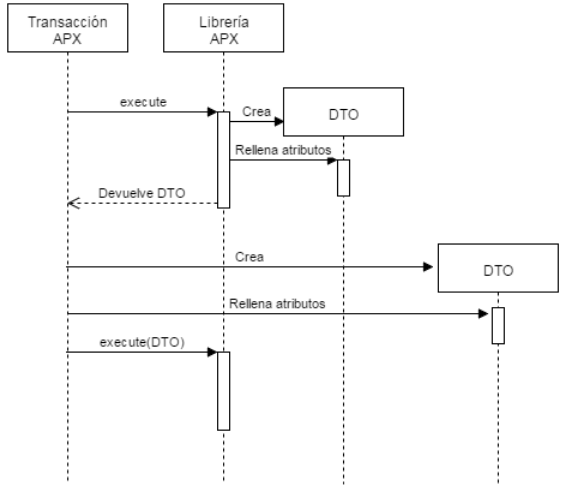 Transacción
APX
Librería
APX
execute
Crea
DTO
Rellena atributos
Devuelve DTO
Crea
DTO
Rellena atributos
execute(DTO)